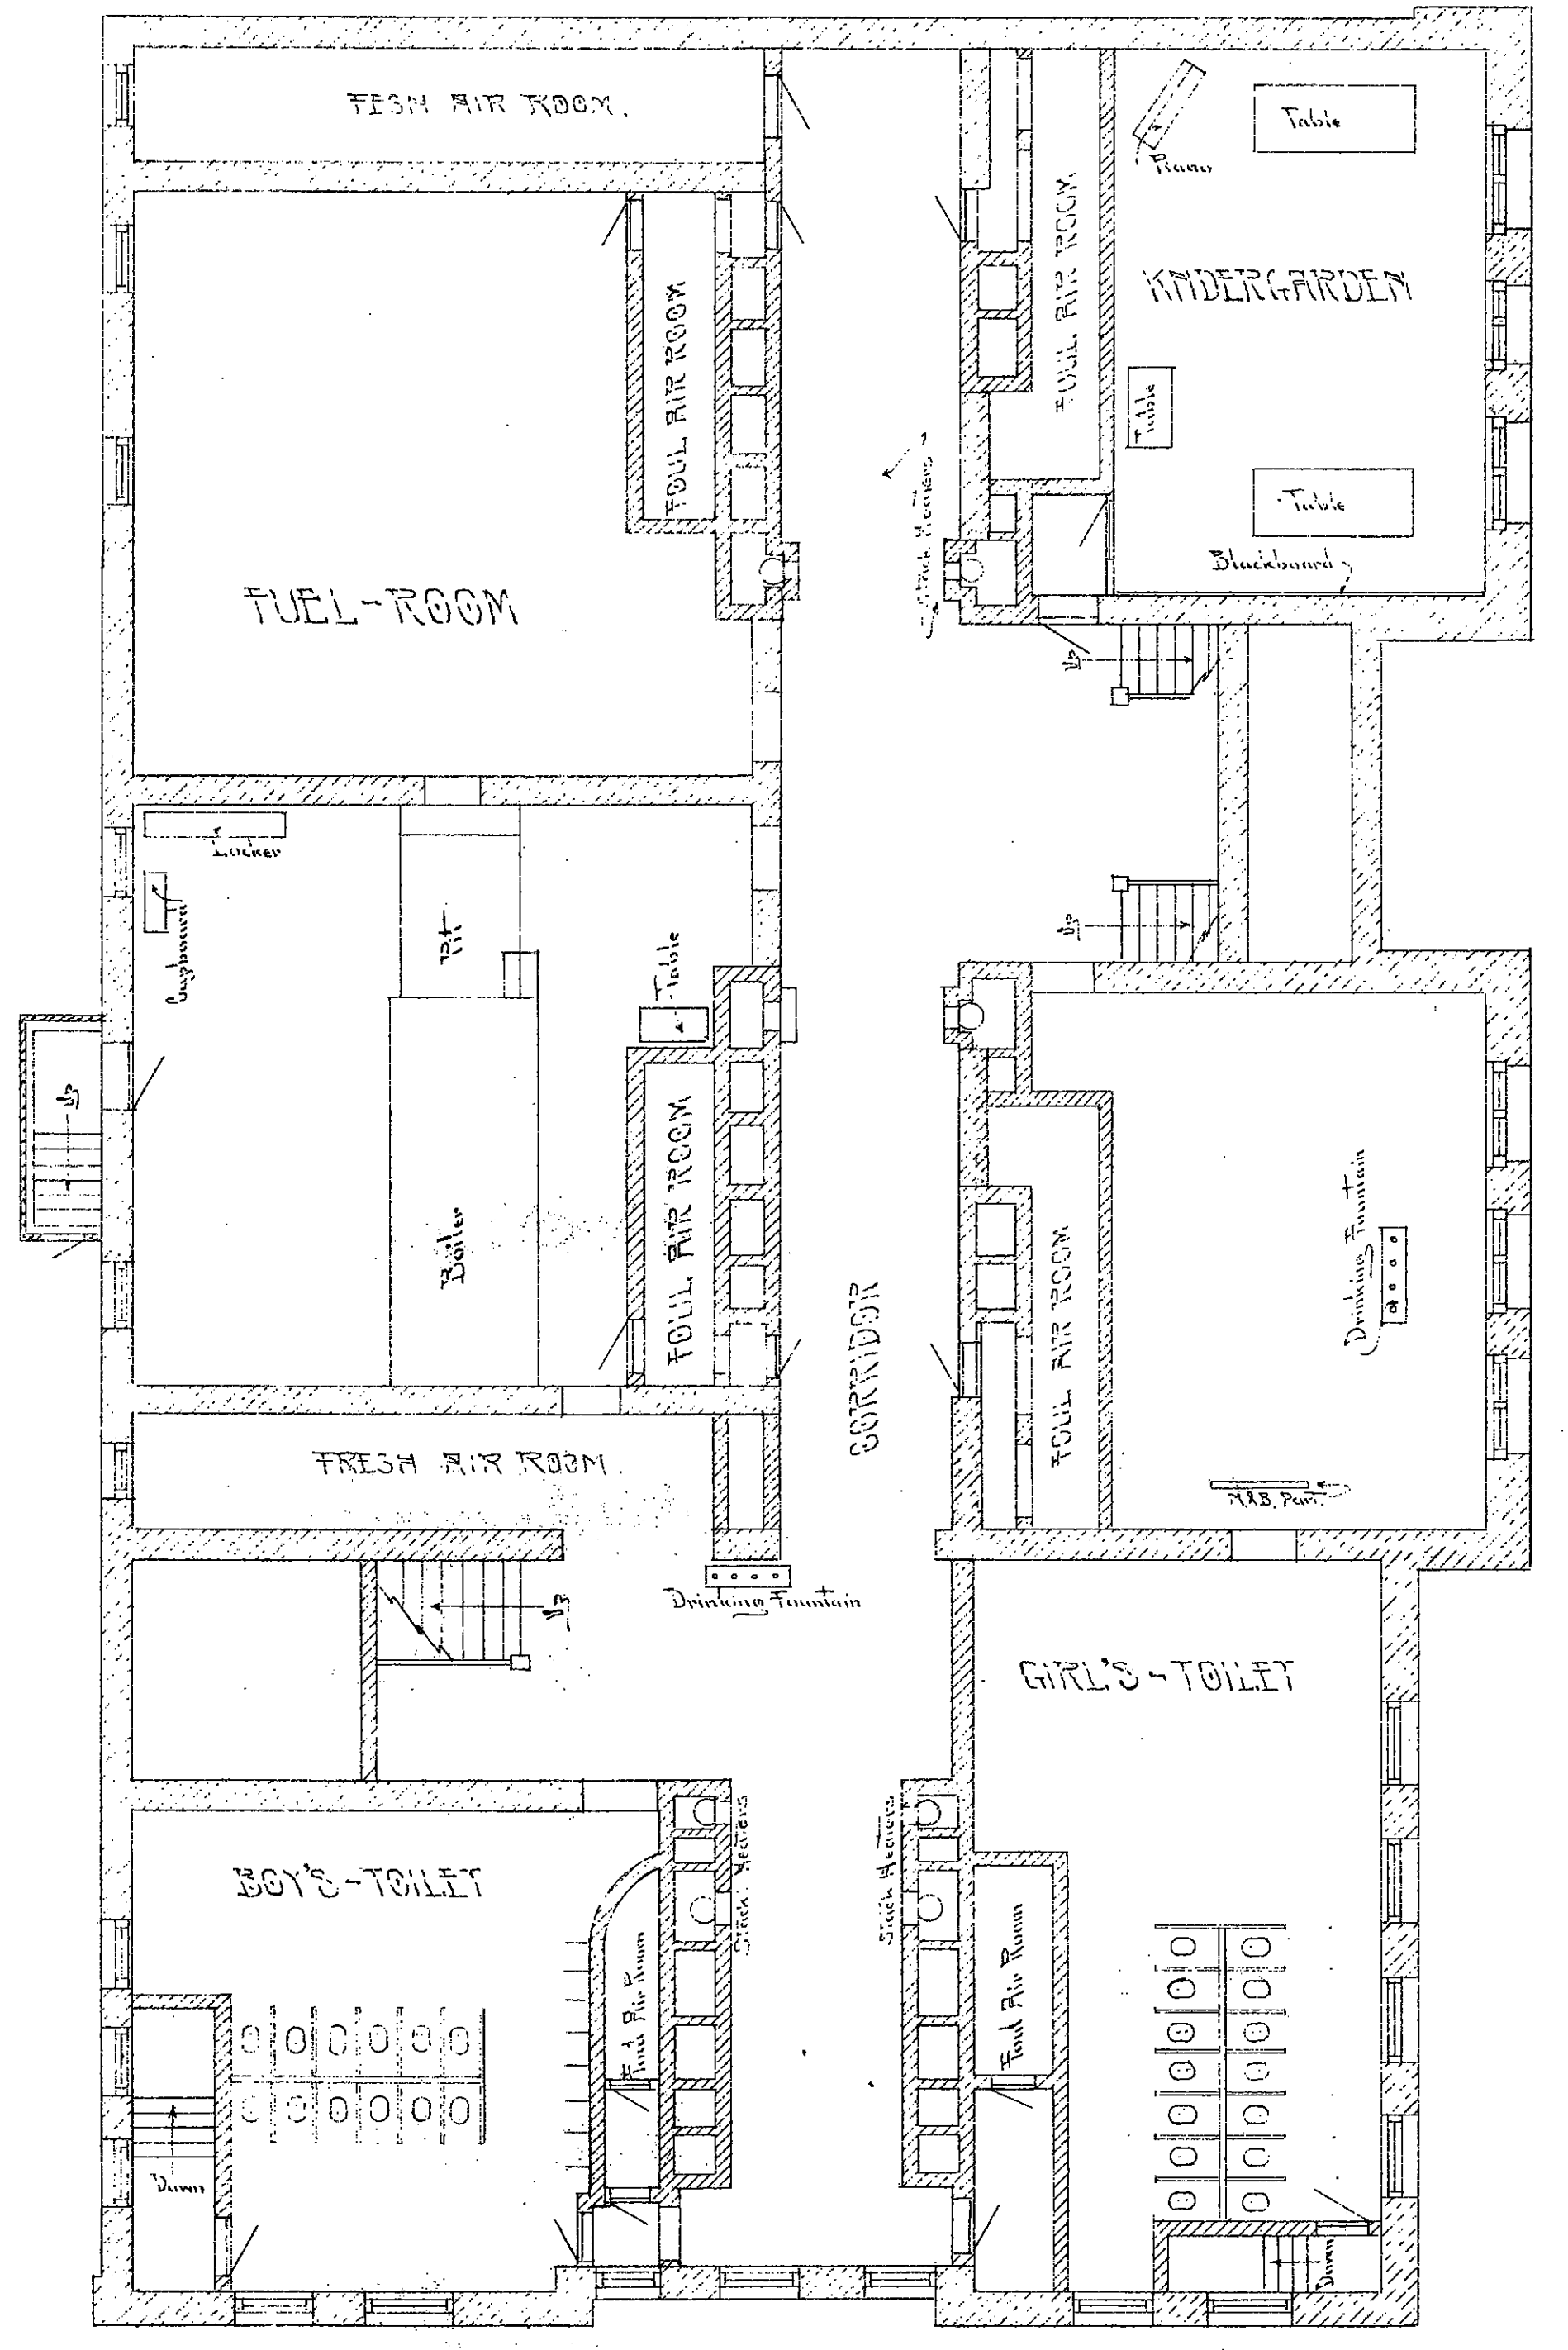 FESH AIR ROOM.
Piano
Table
FOUL AIR ROOM
FOUL AIR ROOM
KNDERGARDEN
Table
Table
Stack Heaters
Blackboard
FUEL-ROOM
Up
Locker
Cupboard
Pit
Table
Up
Up
Boiler
FOUL AIR ROOM
CORRIDOR
FOUL AIR ROOM
Drinking Fountain
FRESH AIR ROOM.
M.&B. Part.
Up
Drinking Fountain
GIRL'S-TOILET
BOY'S-TOILET
Stack Heaters
Stack Heaters
Foul Air Room
Foul Air Room
Down
Down